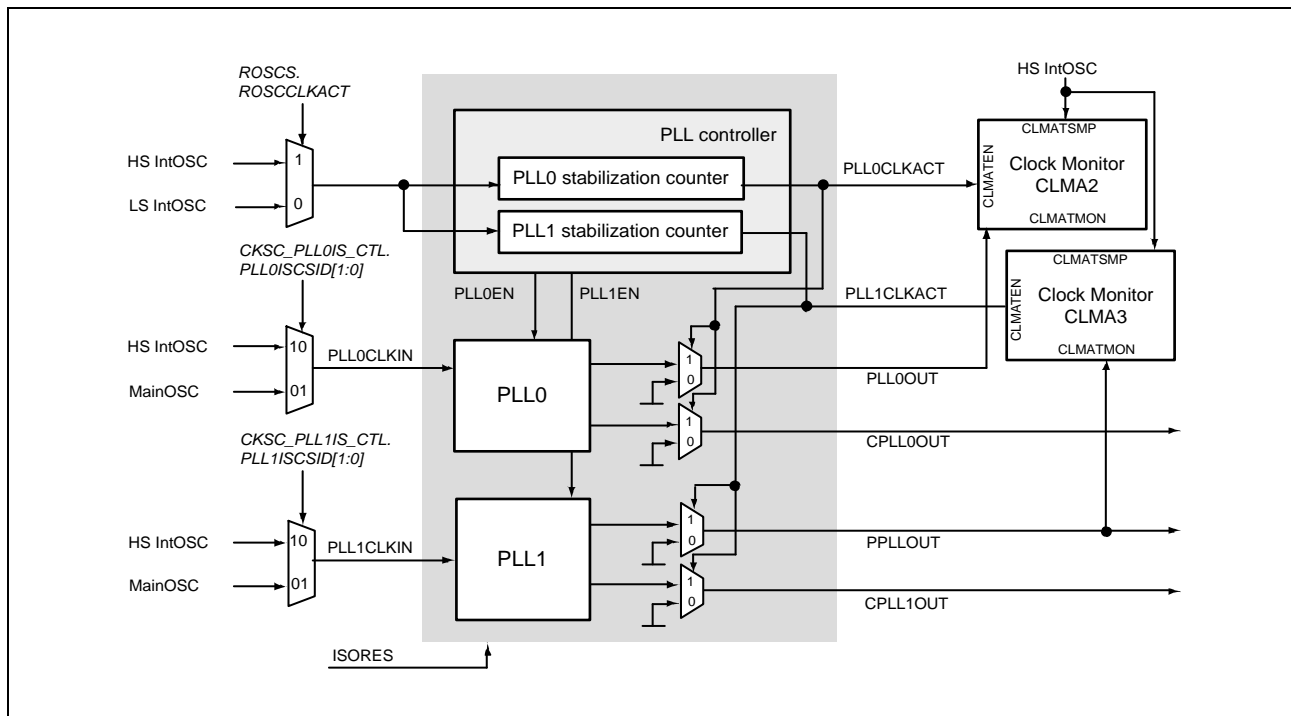 ROSCS.
ROSCCLKACT
HS IntOSC
LS IntOSC
1
0
CKSC_PLL0IS_CTL.
PLL0ISCSID[1:0]
HS IntOSC
MainOSC
10
01
PLL0CLKIN
CKSC_PLL1IS_CTL.
PLL1ISCSID[1:0]
HS IntOSC
MainOSC
10
01
PLL1CLKIN
ISORES
PLL controller
PLL0 stabilization counter
PLL1 stabilization counter
PLL0EN
PLL1EN
PLL0
PLL1
1
0
1
0
1
0
1
0
PLL0CLKACT
PLL1CLKACT
PLL0OUT
CPLL0OUT
PPLLOUT
CPLL1OUT
HS IntOSC
CLMATSMP
CLMATEN
Clock Monitor
CLMA2
CLMATMON
CLMATSMP
CLMATEN
Clock Monitor
CLMA3
CLMATMON